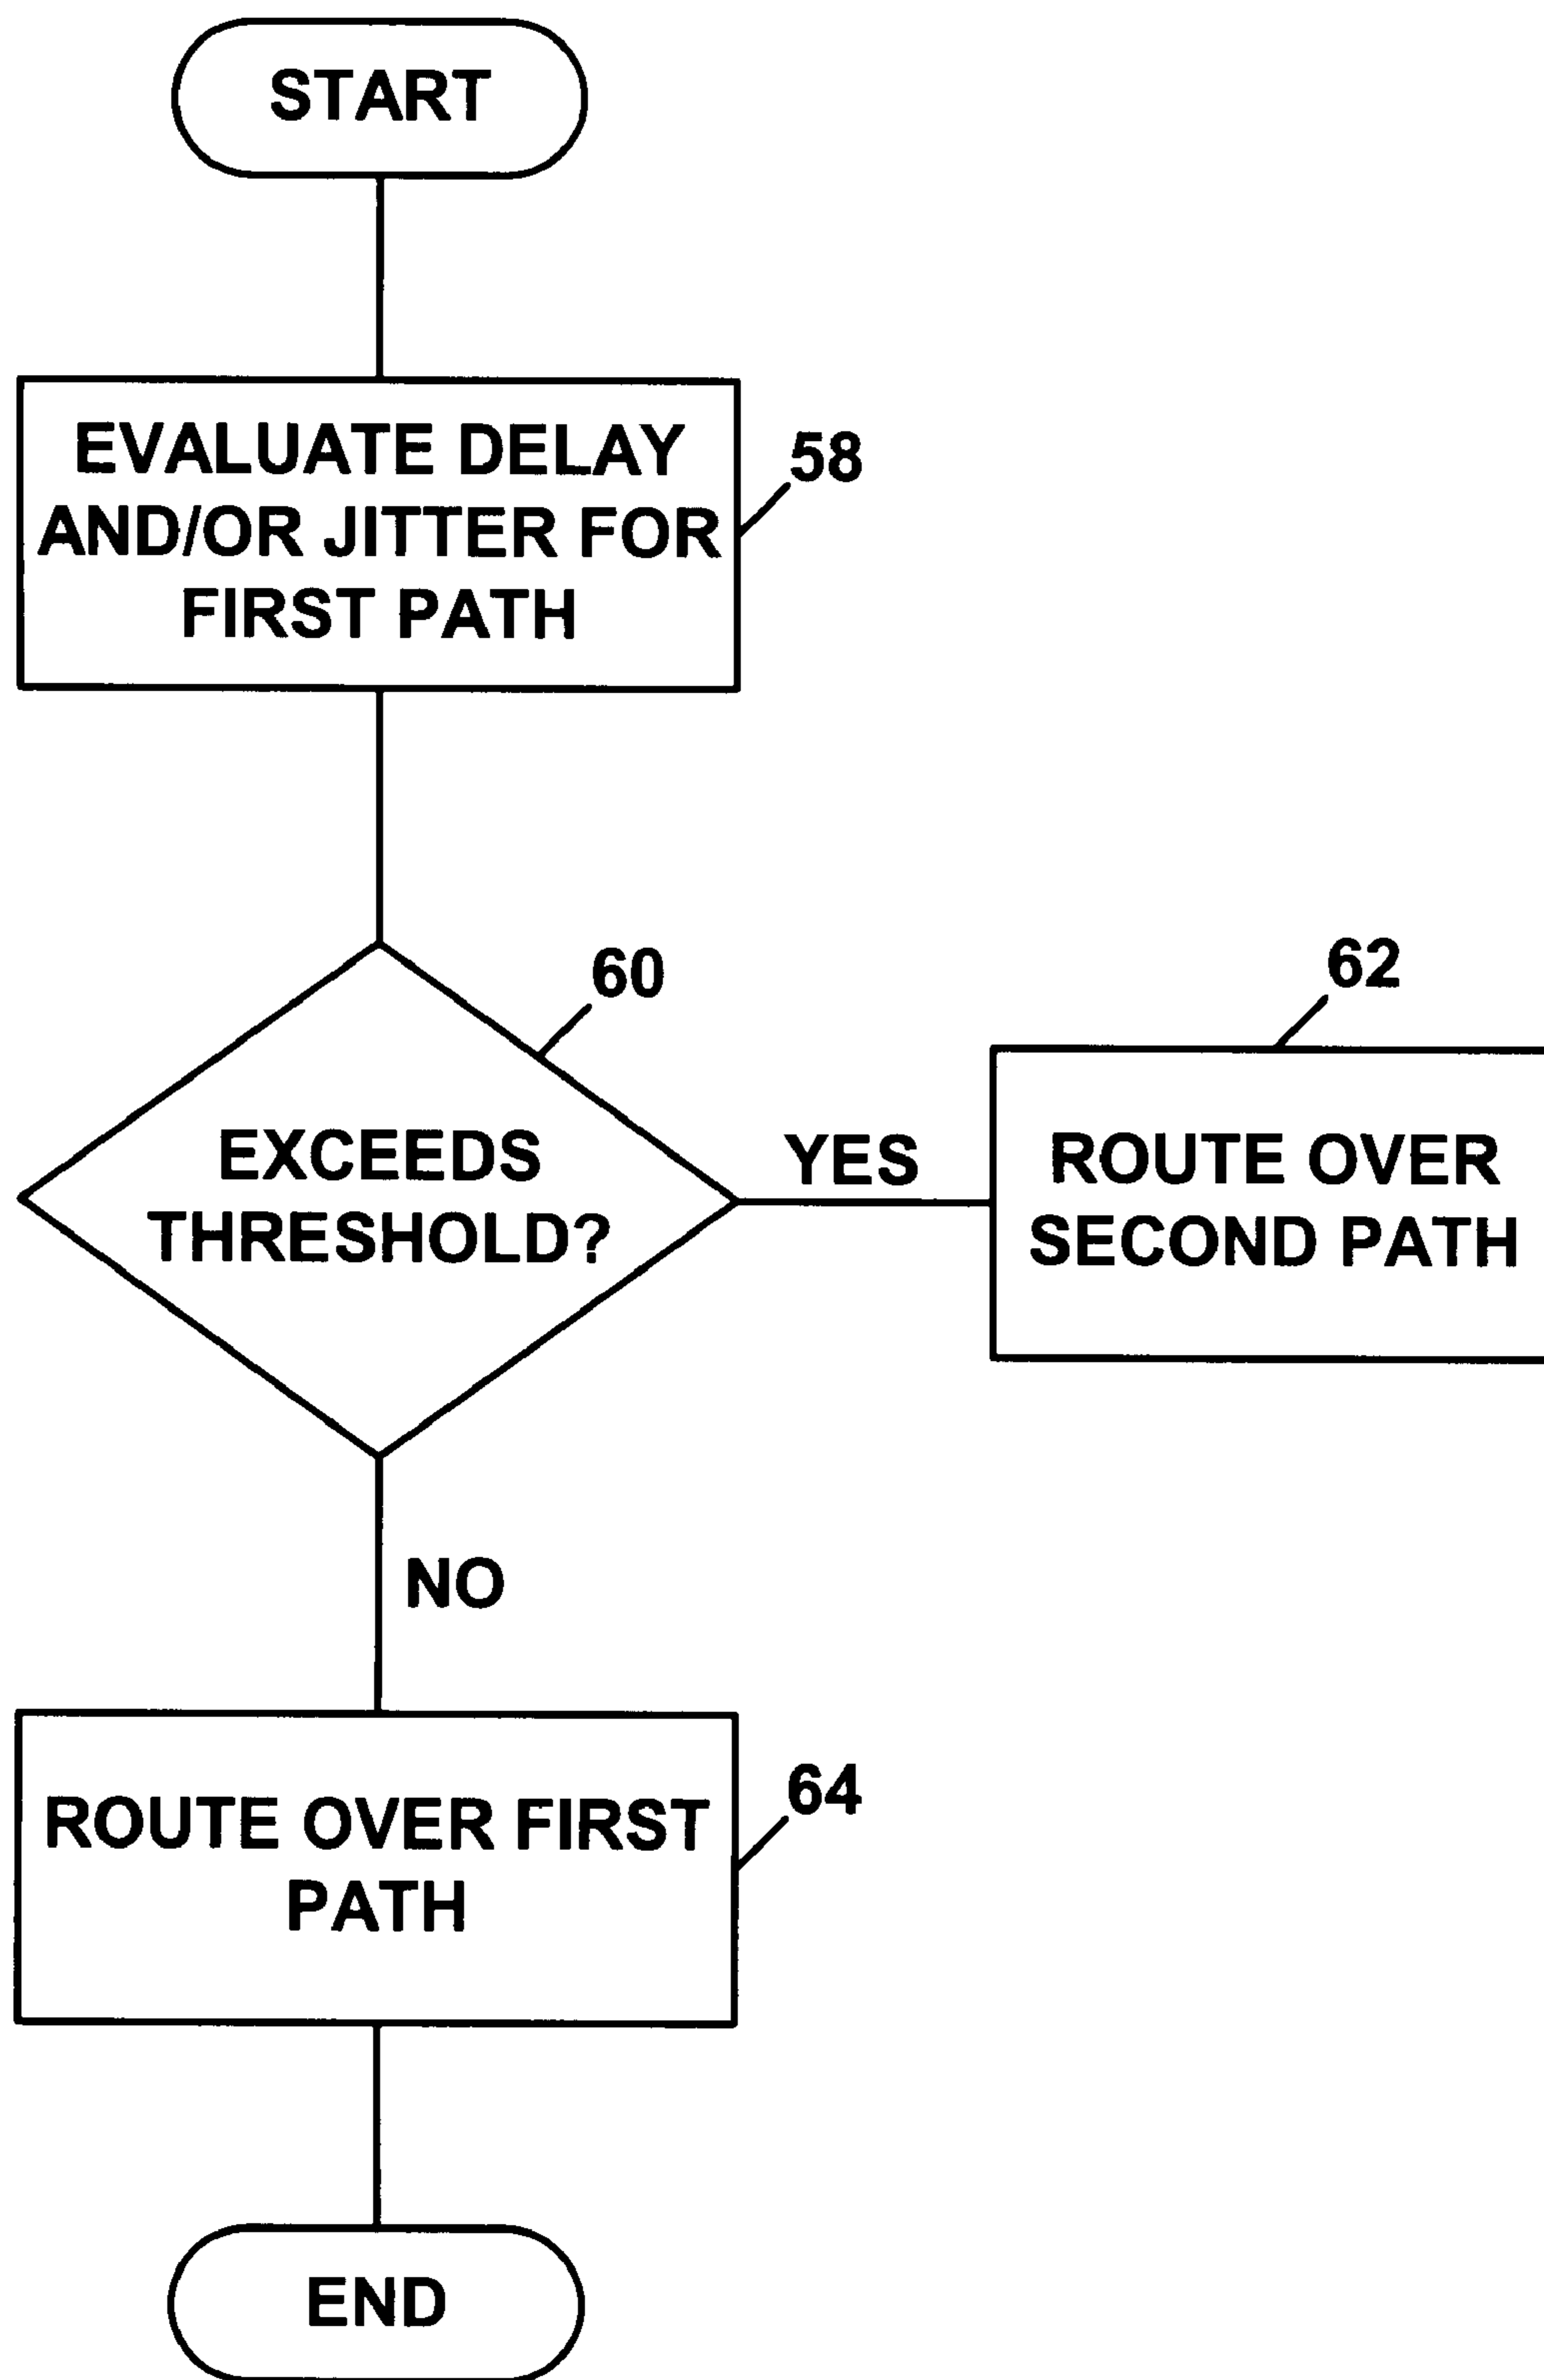 START
EVALUATE DELAY
AND/OR JITTER FOR
FIRST PATH
58
60
EXCEEDS
THRESHOLD?
YES
62
ROUTE OVER
SECOND PATH
NO
ROUTE OVER FIRST
PATH
64
END